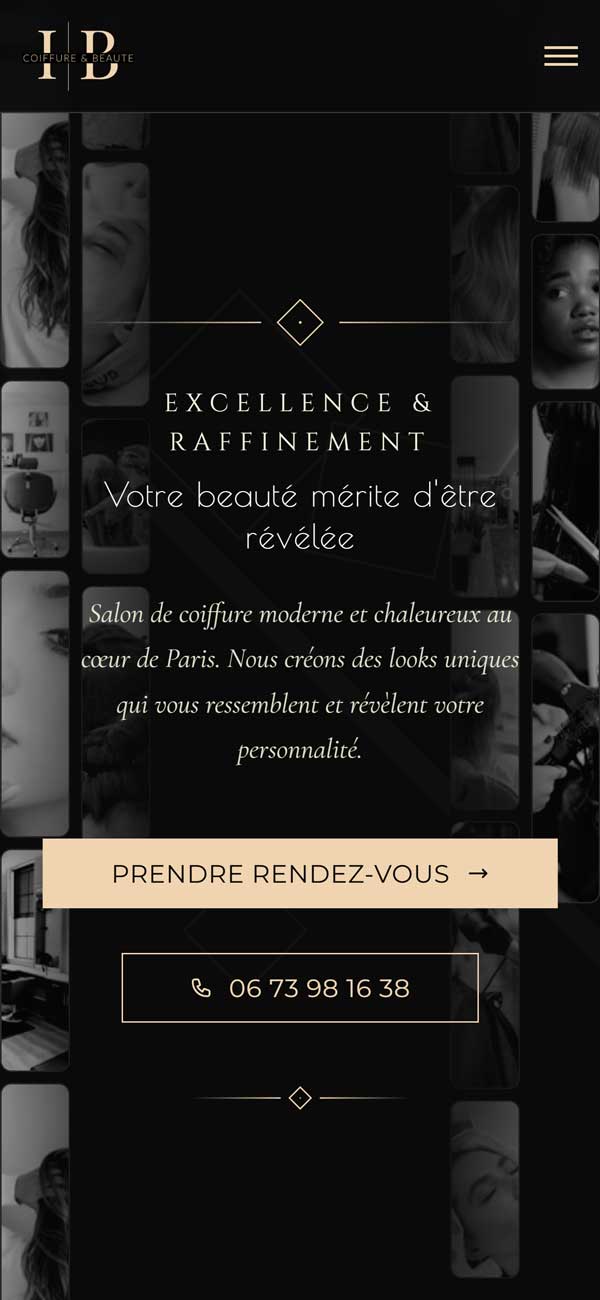 I B
COIFFURE & BEAUTE
EXCELLENCE &
RAFFINEMENT
Votre beauté mérite d'être
révélée
Salon de coiffure moderne et chaleureux au
cœur de Paris. Nous créons des looks uniques
qui vous ressemblent et révèlent votre
personnalité.
PRENDRE RENDEZ-VOUS →
06 73 98 16 38